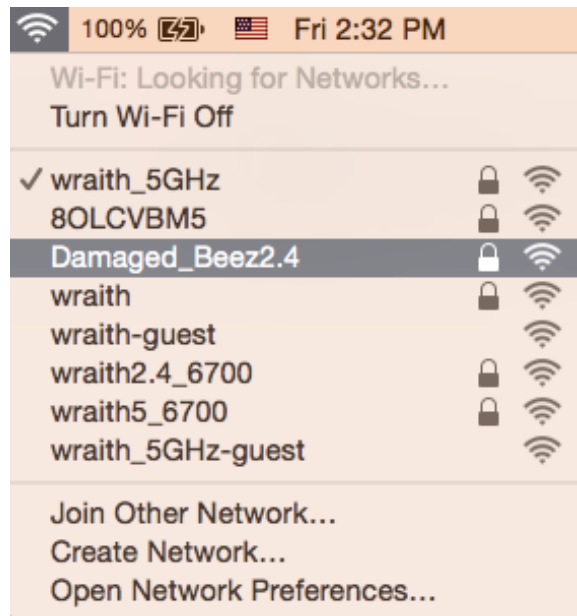 100% Fri 2:32 PM
Wi-Fi: Looking for Networks...
Turn Wi-Fi Off
wraith_5GHz
8OLCVBM5
Damaged_Beez2.4
wraith
wraith-guest
wraith2.4_6700
wraith5_6700
wraith_5GHz-guest
Join Other Network...
Create Network...
Open Network Preferences...